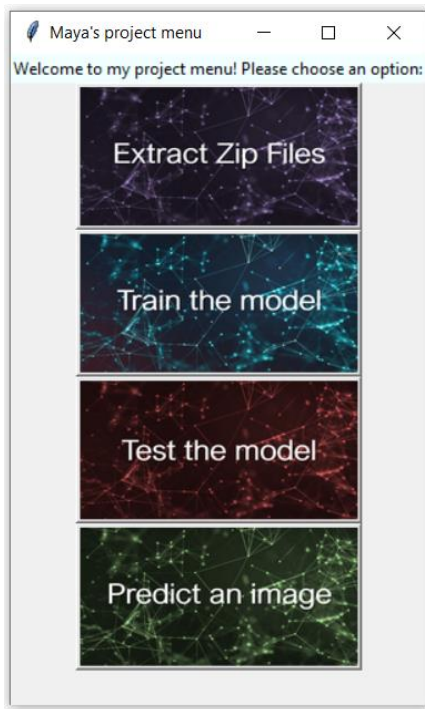 Maya's project menu
Welcome to my project menu! Please choose an option:
Extract Zip Files
Train the model
Test the model
Predict an image